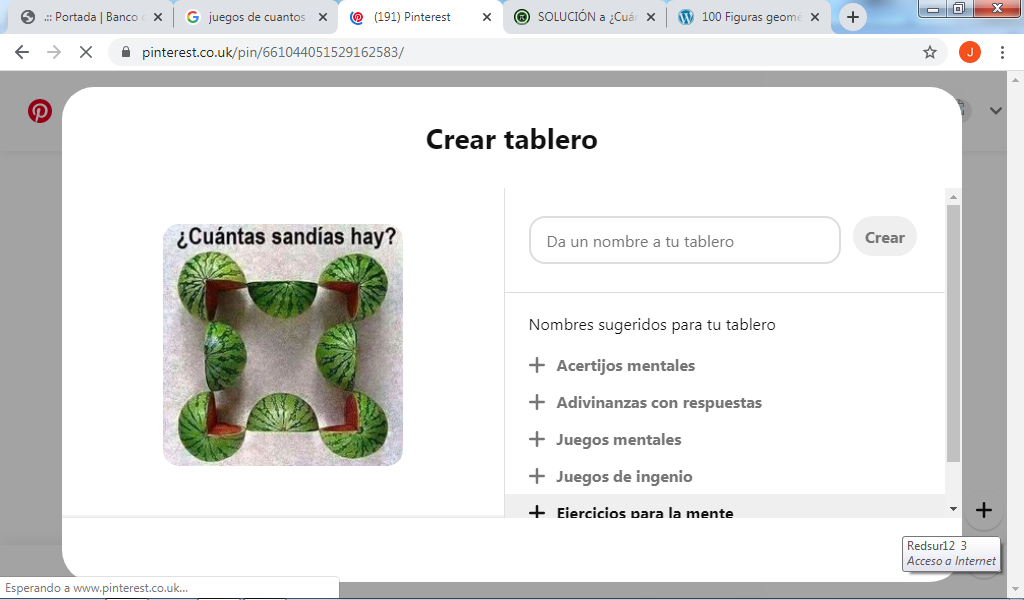 .:: Portada | Banco
juegos de cuantos
(191) Pinterest
SOLUCIÓN a ¿Cuá
100 Figuras geomé
pinterest.co.uk/pin/661044051529162583/
J
Crear tablero
¿Cuántas sandías hay?
Da un nombre a tu tablero
Crear
Nombres sugeridos para tu tablero
Acertijos mentales
Adivinanzas con respuestas
Juegos mentales
Juegos de ingenio
Ejercicios para la mente
Redsur12 3
Acceso a Internet
Esperando a www.pinterest.co.uk...